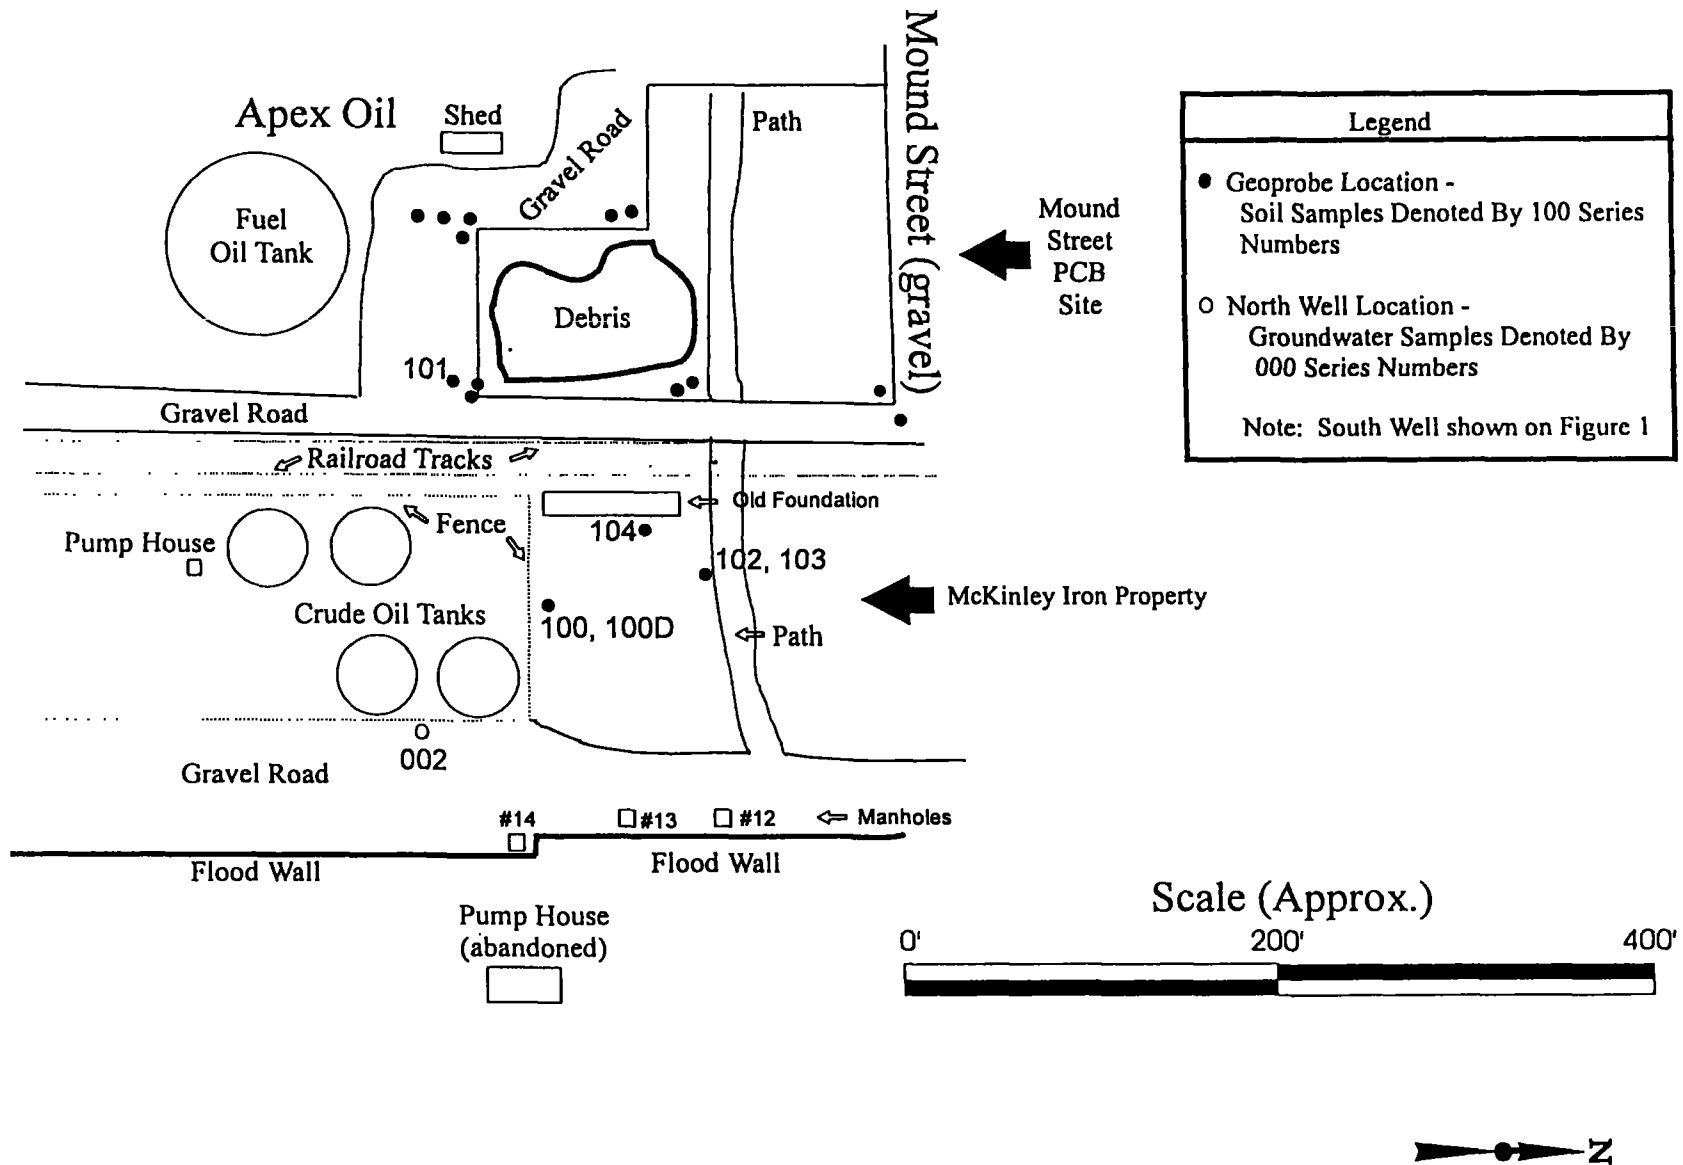 Apex Oil
Shed
Gravel Road
Path
Mound Street (gravel)
Fuel
Oil Tank
Debris
101
Gravel Road
Mound
Street
PCB
Site
Legend
Geoprobe Location -
Soil Samples Denoted By 100 Series
Numbers
North Well Location -
Groundwater Samples Denoted By
000 Series Numbers
Note: South Well shown on Figure 1
Railroad Tracks
Old Foundation
Fence
104
Pump House
102, 103
McKinley Iron Property
Crude Oil Tanks
100, 100D
Path
002
Gravel Road
#14
#13
#12
Manholes
Flood Wall
Flood Wall
Pump House
(abandoned)
Scale (Approx.)
0' 200' 400'
N